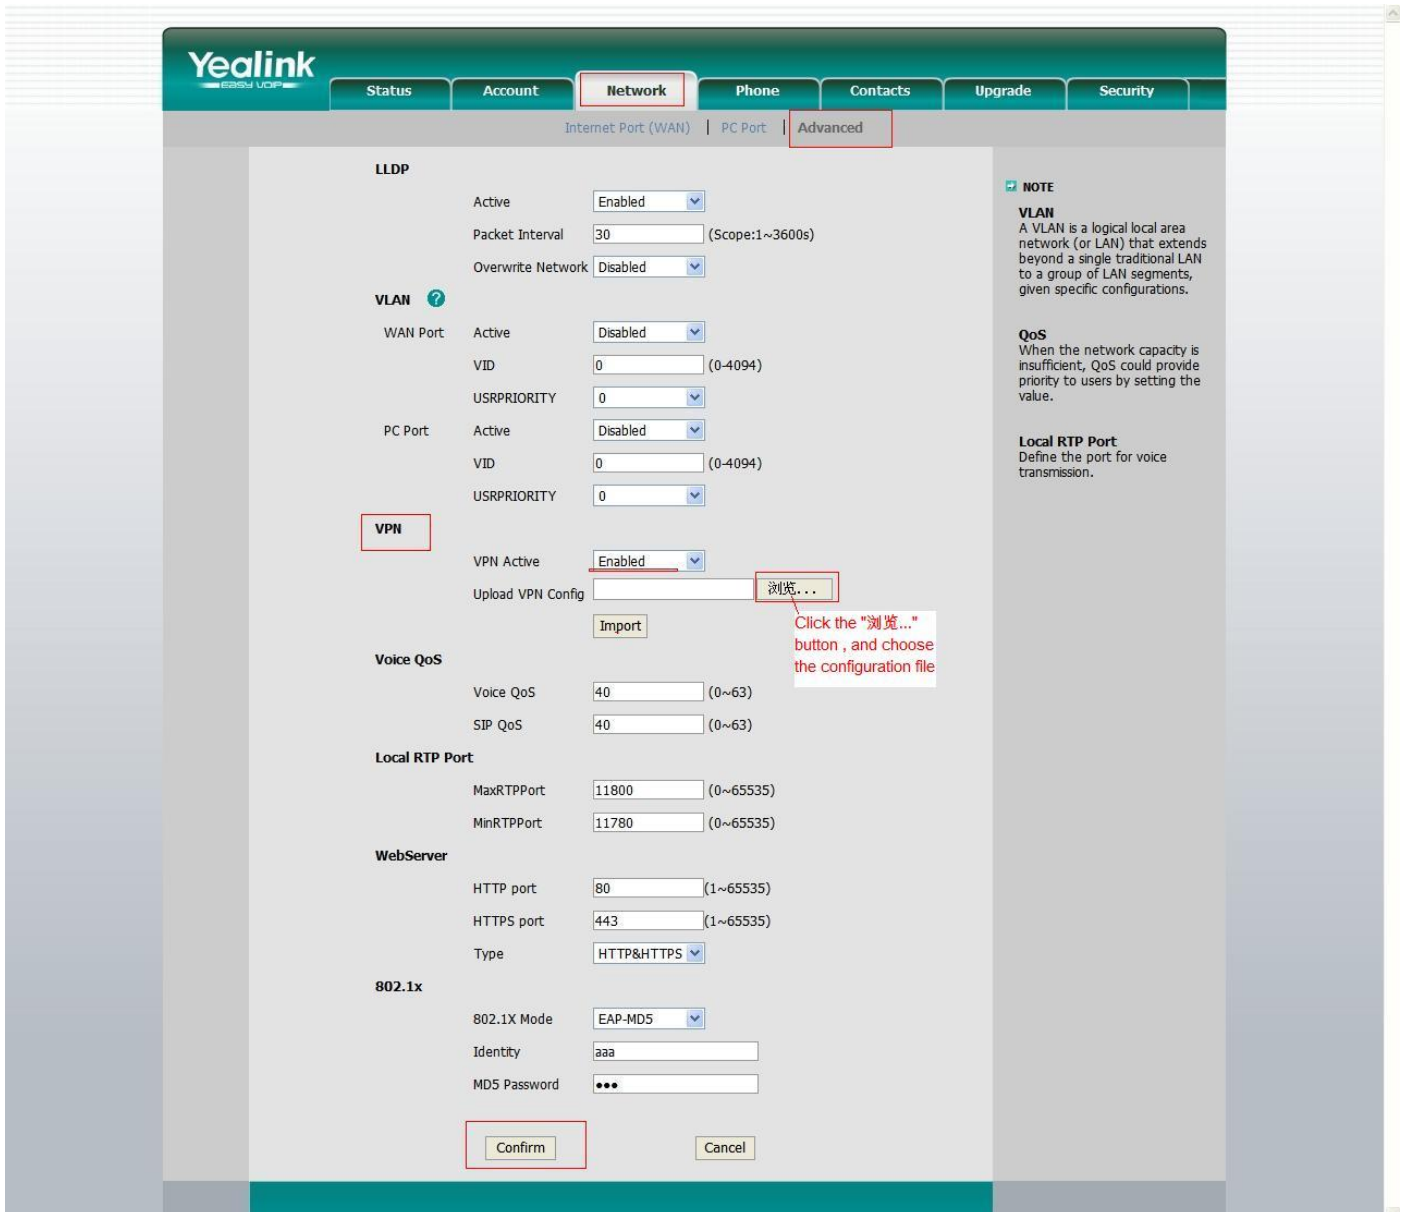 Yealink
EASY VOIP
Status Account Network Phone Contacts Upgrade Security
Internet Port (WAN) | PC Port | Advanced
LLDP
Active Enabled
Packet Interval 30 (Scope:1~3600s)
Overwrite Network Disabled
VLAN ?
WAN Port Active Disabled
VID 0 (0-4094)
USRPRIORITY 0
PC Port Active Disabled
VID 0 (0-4094)
USRPRIORITY 0
VPN
VPN Active Enabled
Upload VPN Config 浏览...
Import
Click the "浏览..."
button , and choose
the configuration file
Voice QoS
Voice QoS 40 (0~63)
SIP QoS 40 (0~63)
Local RTP Port
MaxRTPPort 11800 (0~65535)
MinRTPPort 11780 (0~65535)
WebServer
HTTP port 80 (1~65535)
HTTPS port 443 (1~65535)
Type HTTP&HTTPS
802.1x
802.1X Mode EAP-MD5
Identity aaa
MD5 Password •••
Confirm Cancel
NOTE
VLAN
A VLAN is a logical local area
network (or LAN) that extends
beyond a single traditional LAN
to a group of LAN segments,
given specific configurations.
QoS
When the network capacity is
insufficient, QoS could provide
priority to users by setting the
value.
Local RTP Port
Define the port for voice
transmission.